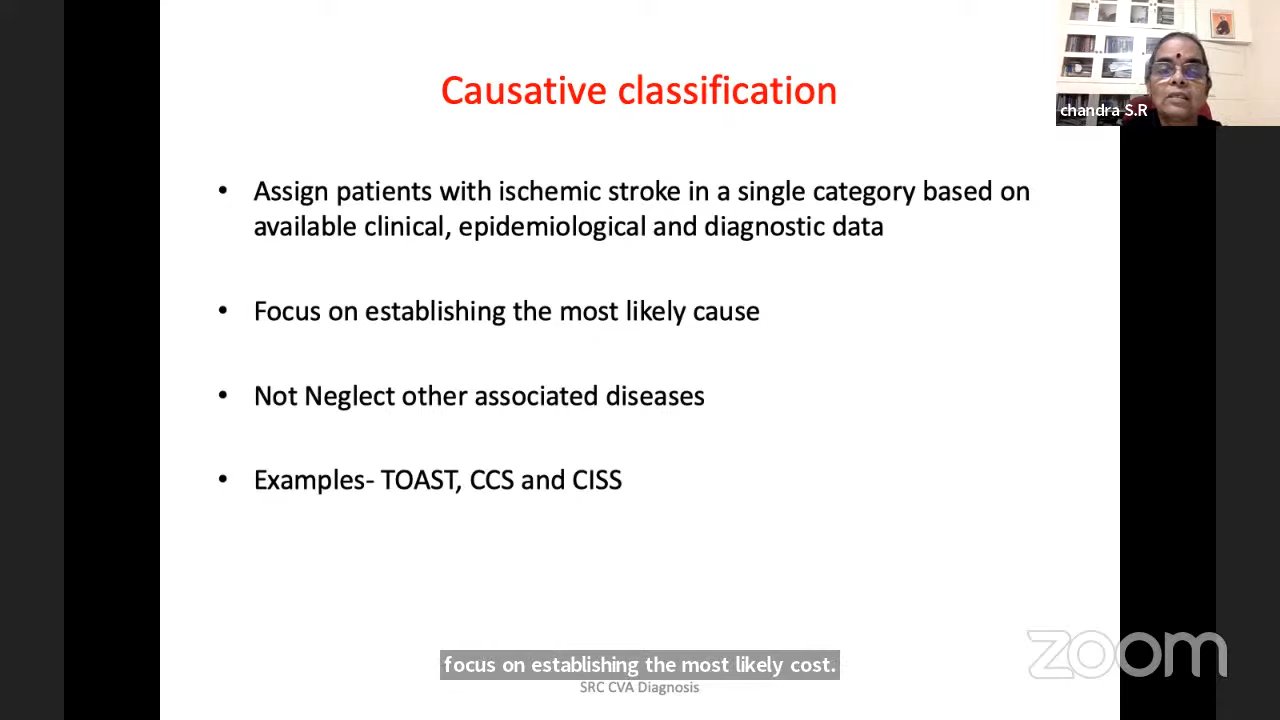 Causative classification
chandra S.R
• Assign patients with ischemic stroke in a single category based on
available clinical, epidemiological and diagnostic data
• Focus on establishing the most likely cause
• Not Neglect other associated diseases
• Examples- TOAST, CCS and CISS
zoom
focus on establishing the most likely cost.
SRC CVA Diagnosis